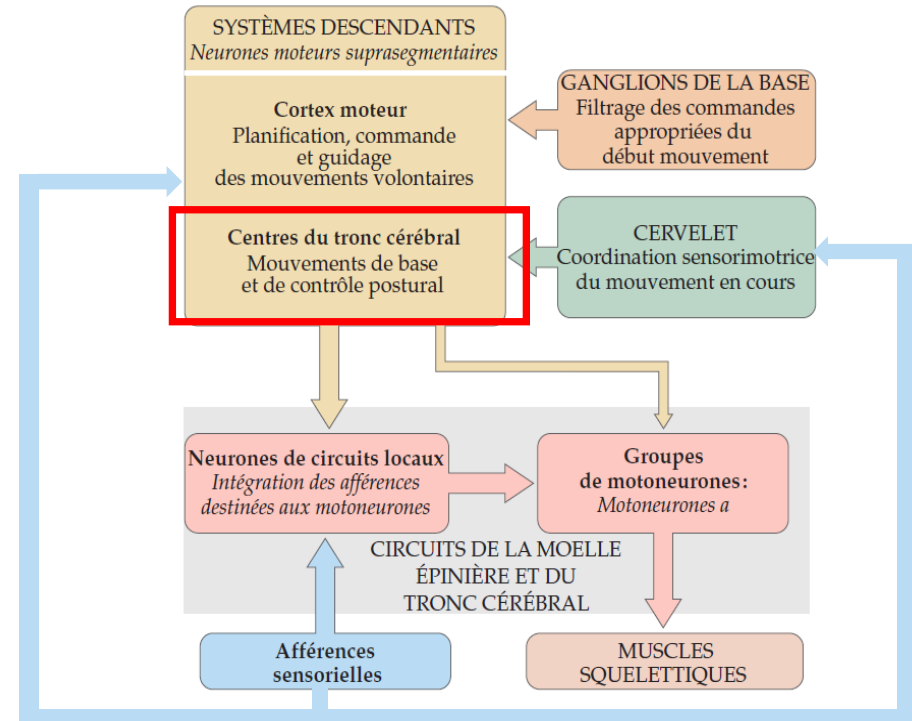 SYSTÈMES DESCENDANTS
Neurones moteurs suprasegmentaires
Cortex moteur
Planification, commande
et guidage
des mouvements volontaires
Centres du tronc cérébral
Mouvements de base
et de contrôle postural
GANGLIONS DE LA BASE
Filtrage des commandes
appropriées du
début mouvement
CERVELET
Coordination sensorimotrice
du mouvement en cours
Neurones de circuits locaux
Intégration des afférences
destinées aux motoneurones
Groupes
de motoneurones:
Motoneurones a
CIRCUITS DE LA MOELLE
ÉPINIÈRE ET DU
TRONC CÉRÉBRAL
Afférences
sensorielles
MUSCLES
SQUELETTIQUES